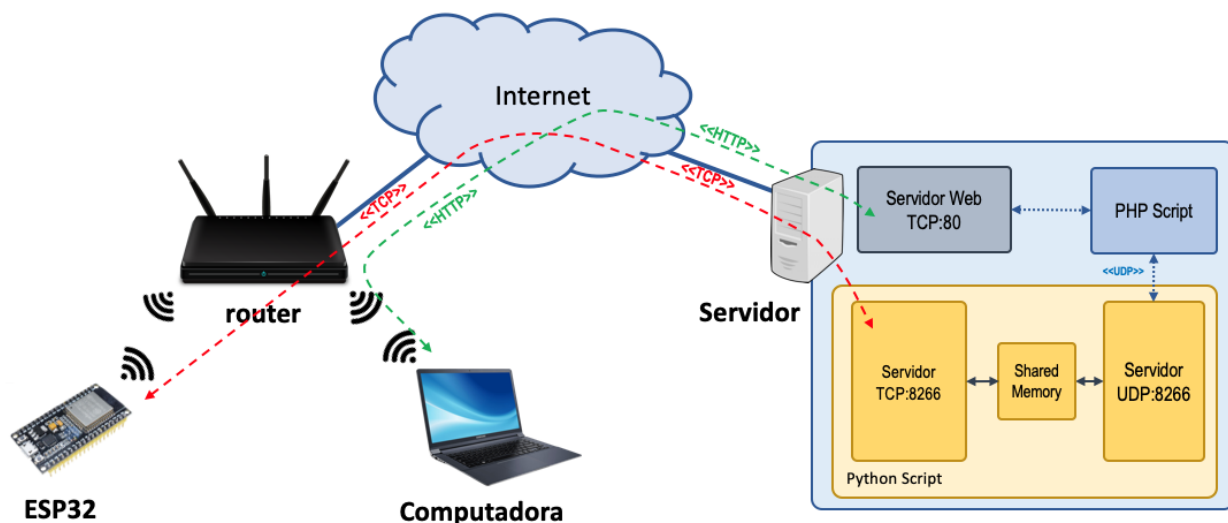 Internet
<<HTTP>>
<<TCP>>
<<TCP>>
<<HTTP>>
router
Servidor
Servidor Web
TCP:80
PHP Script
<<UDP>>
Servidor
TCP:8266
Shared
Memory
Servidor
UDP:8266
Python Script
ESP32
Computadora